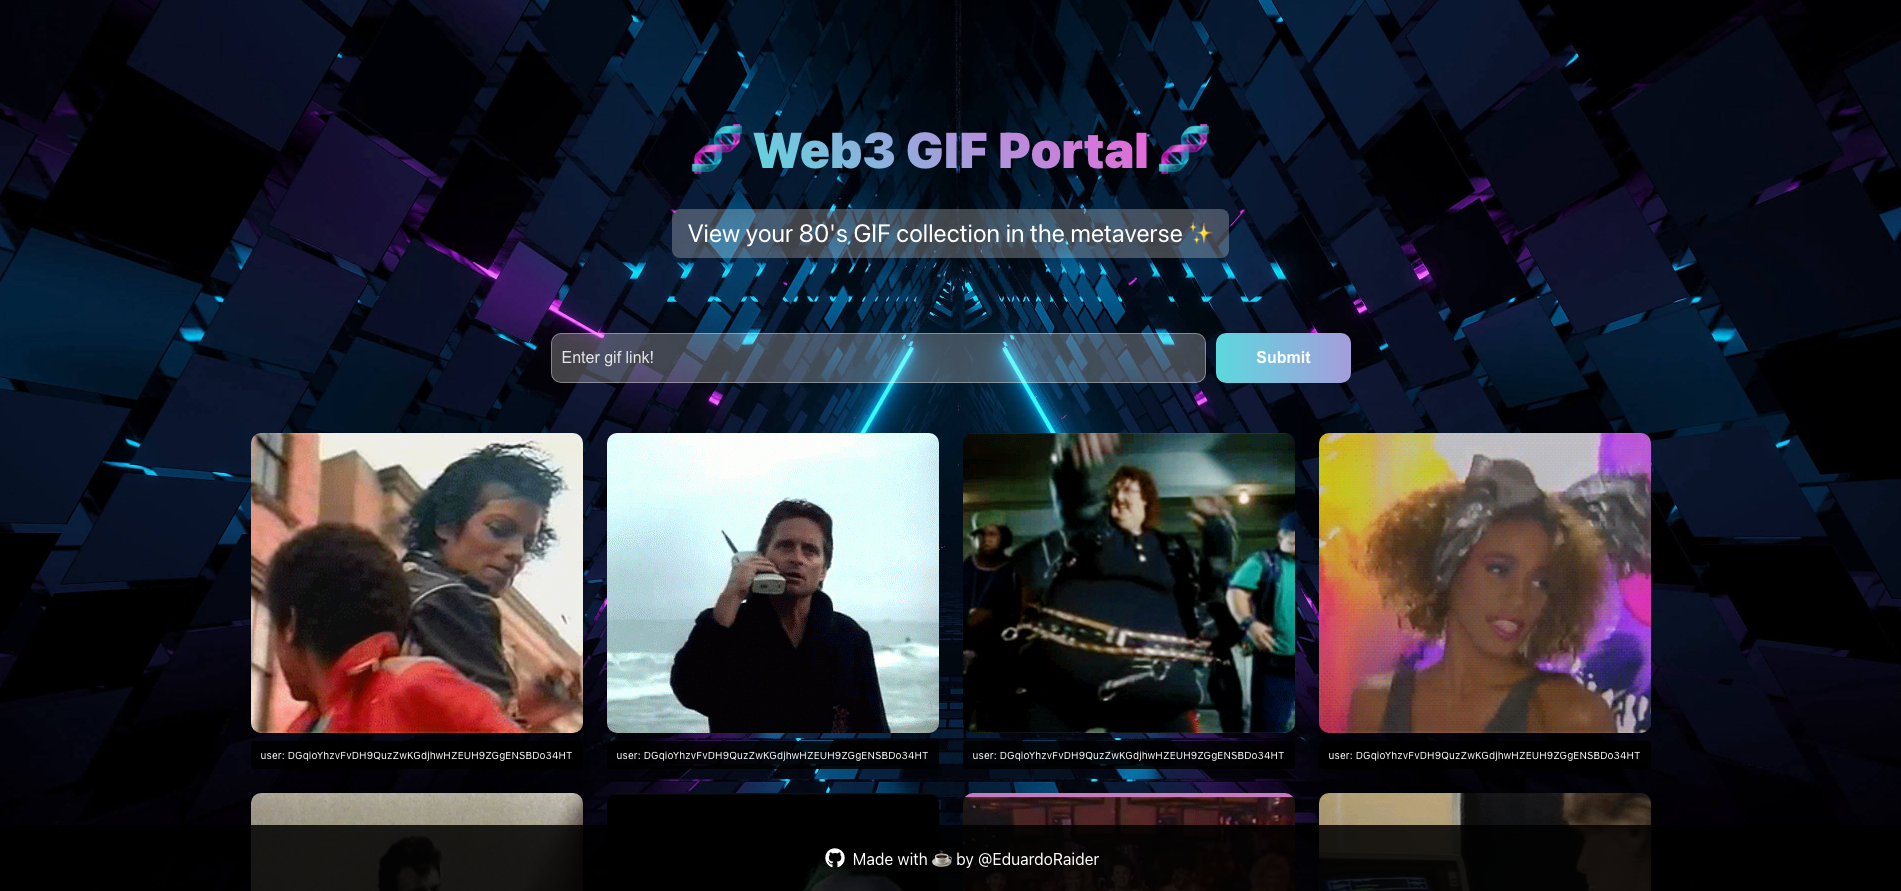 🧬 Web3 GIF Portal 🧬
View your 80's GIF collection in the metaverse ✨
Enter gif link!
Submit
user: DGqioYhzvFvDH9QuzZwKGdjhwHZEUH9ZGgENSBDo34HT
user: DGqioYhzvFvDH9QuzZwKGdjhwHZEUH9ZGgENSBDo34HT
user: DGqioYhzvFvDH9QuzZwKGdjhwHZEUH9ZGgENSBDo34HT
user: DGqioYhzvFvDH9QuzZwKGdjhwHZEUH9ZGgENSBDo34HT
Made with ☕ by @EduardoRaider